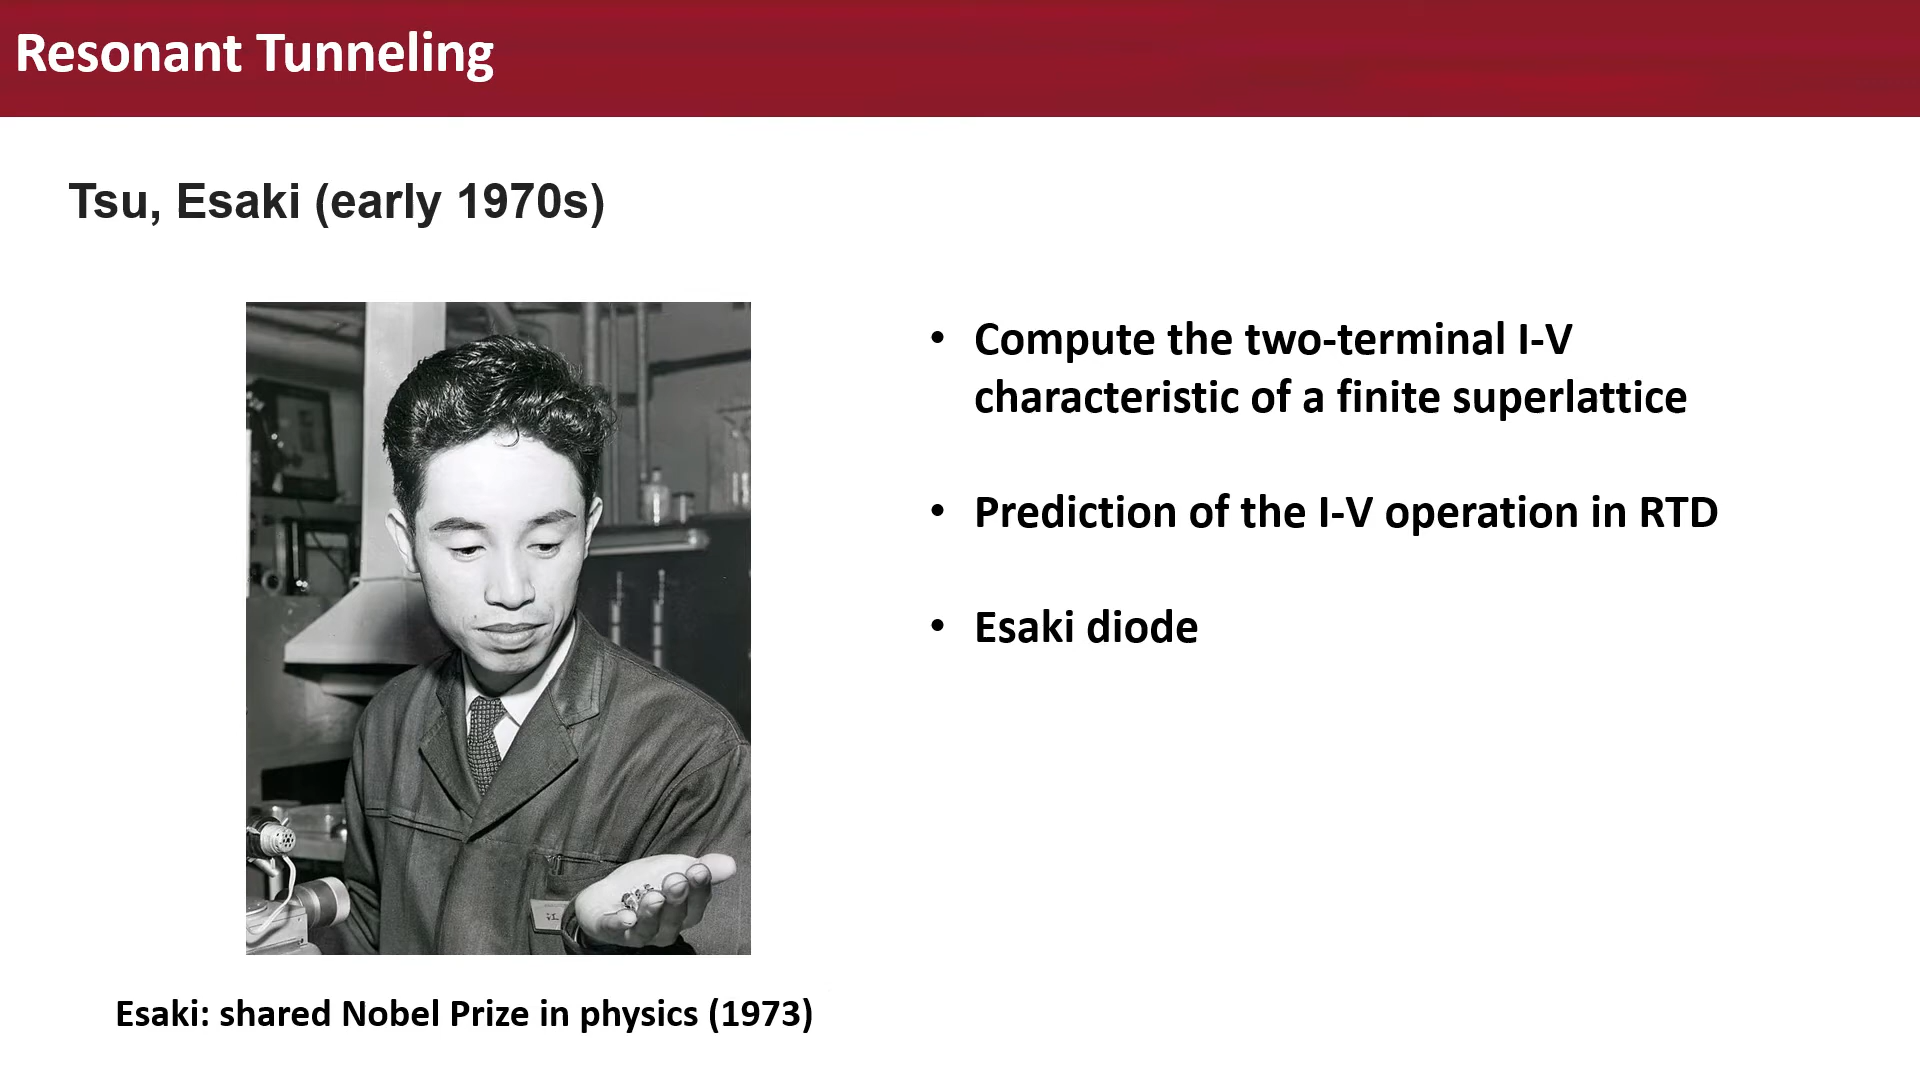 Resonant Tunneling
Tsu, Esaki (early 1970s)
• Compute the two-terminal I-V
characteristic of a finite superlattice
• Prediction of the I-V operation in RTD
• Esaki diode
江
Esaki: shared Nobel Prize in physics (1973)